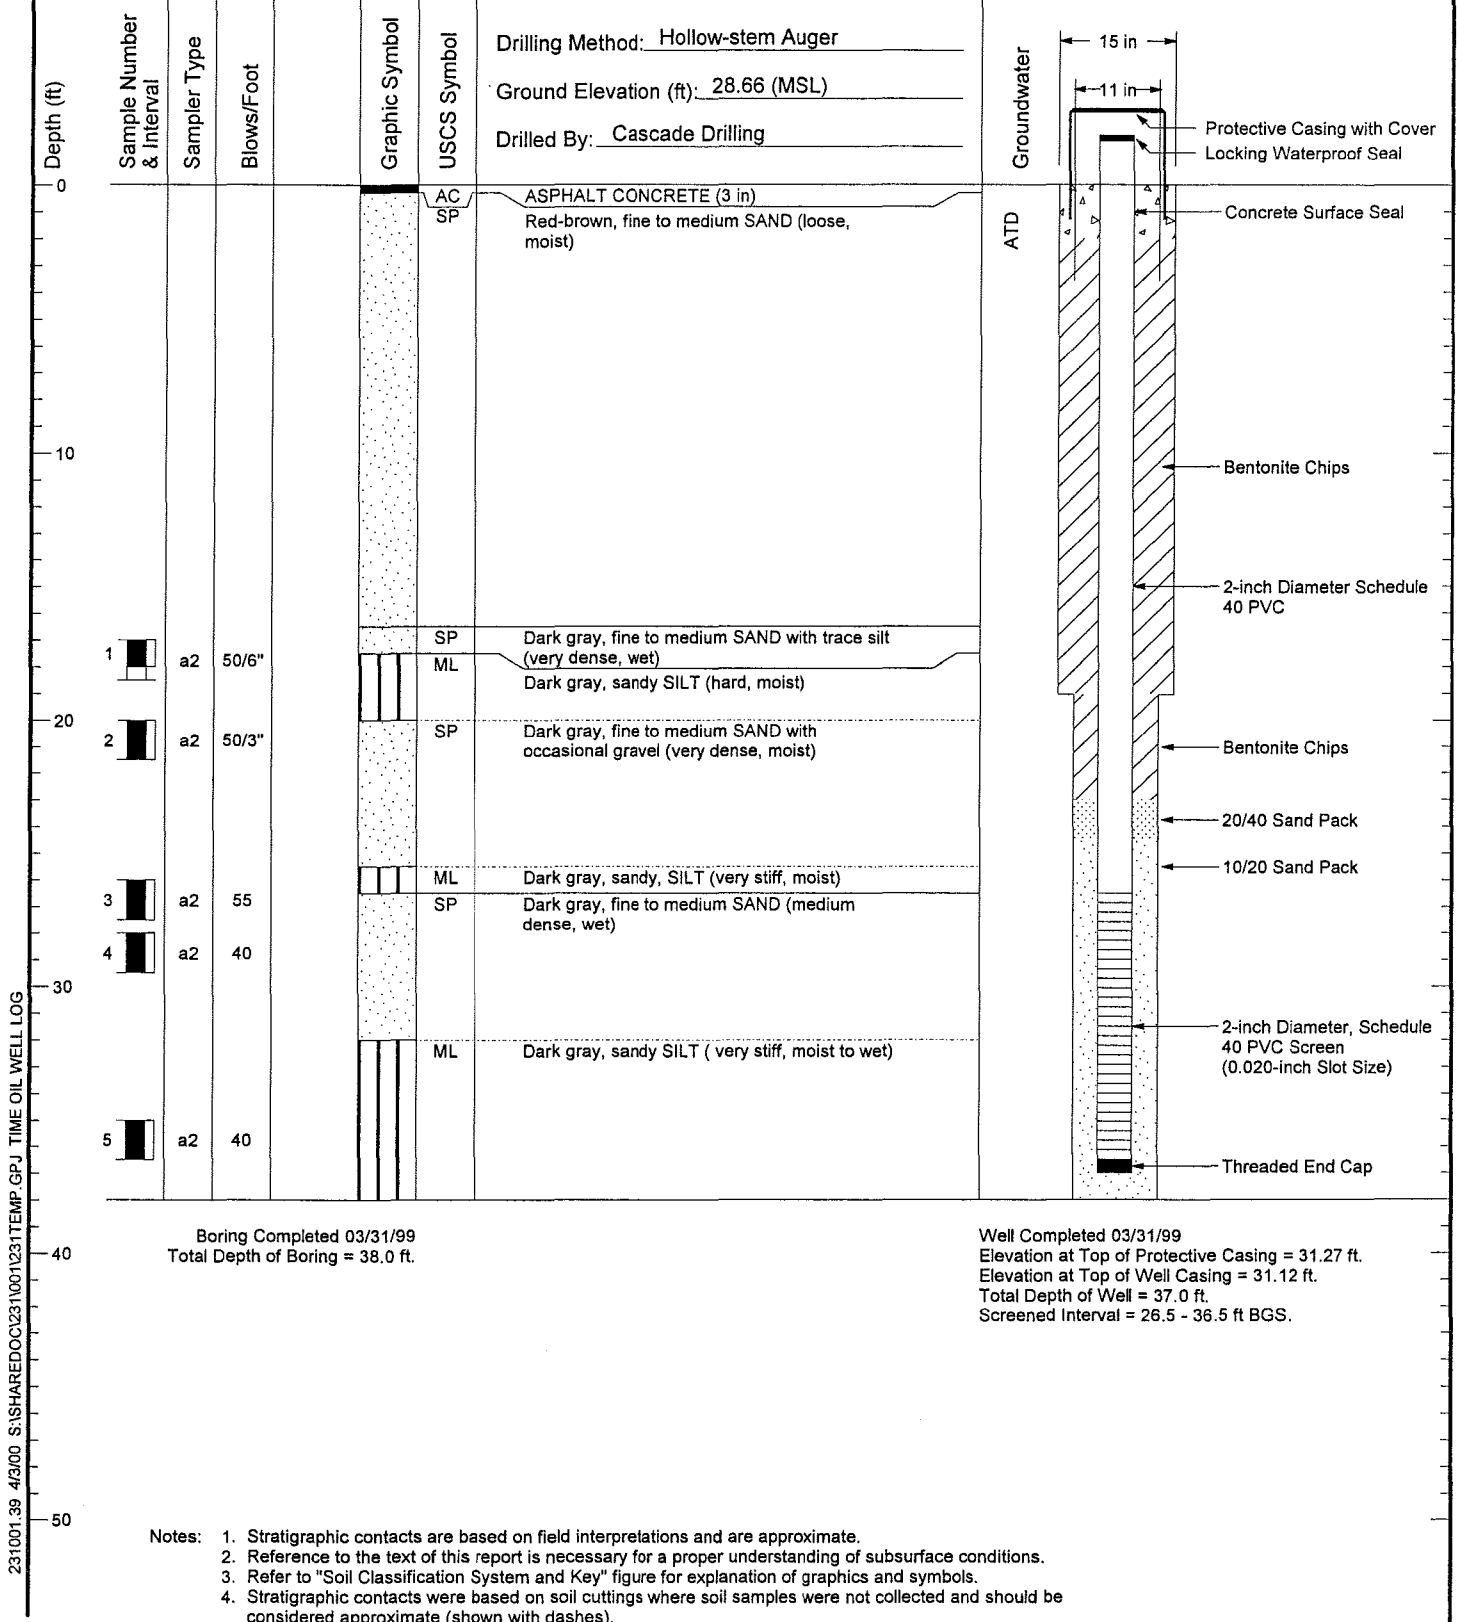 Depth (ft)
Sample Number
& Interval
Sampler Type
Blows/Foot
Graphic Symbol
USCS Symbol
Drilling Method: Hollow-stem Auger
Ground Elevation (ft): 28.66 (MSL)
Drilled By: Cascade Drilling
Groundwater
15 in
11 in
Protective Casing with Cover
Locking Waterproof Seal
0
AC
ASPHALT CONCRETE (3 in)
SP
Red-brown, fine to medium SAND (loose,
moist)
ATD
Concrete Surface Seal
10
Bentonite Chips
2-inch Diameter Schedule
40 PVC
SP
Dark gray, fine to medium SAND with trace silt
(very dense, wet)
1
a2
50/6"
ML
Dark gray, sandy SILT (hard, moist)
20
2
a2
50/3"
SP
Dark gray, fine to medium SAND with
occasional gravel (very dense, moist)
Bentonite Chips
20/40 Sand Pack
10/20 Sand Pack
ML
Dark gray, sandy, SILT (very stiff, moist)
3
a2
55
SP
Dark gray, fine to medium SAND (medium
dense, wet)
4
a2
40
30
2-inch Diameter, Schedule
40 PVC Screen
(0.020-inch Slot Size)
ML
Dark gray, sandy SILT ( very stiff, moist to wet)
5
a2
40
Threaded End Cap
Boring Completed 03/31/99
Total Depth of Boring = 38.0 ft.
40
Well Completed 03/31/99
Elevation at Top of Protective Casing = 31.27 ft.
Elevation at Top of Well Casing = 31.12 ft.
Total Depth of Well = 37.0 ft.
Screened Interval = 26.5 - 36.5 ft BGS.
50
231001.39 4/3/00 S:\SHAREDOC\231\001\231TEMP.GPJ TIME OIL WELL LOG
Notes: 1. Stratigraphic contacts are based on field interpretations and are approximate.
2. Reference to the text of this report is necessary for a proper understanding of subsurface conditions.
3. Refer to "Soil Classification System and Key" figure for explanation of graphics and symbols.
4. Stratigraphic contacts were based on soil cuttings where soil samples were not collected and should be
considered approximate (shown with dashes).